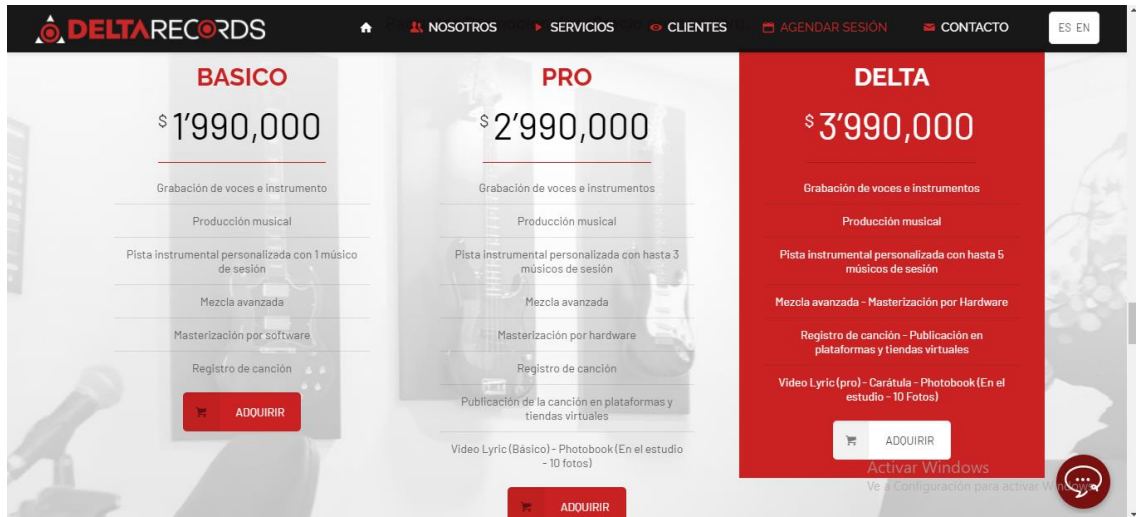 DELTARECORDS
NOSOTROS
SERVICIOS
CLIENTES
AGENDAR SESIÓN
CONTACTO
ES EN
BASICO
$1'990,000
Grabación de voces e instrumento
Producción musical
Pista instrumental personalizada con 1 músico
de sesión
Mezcla avanzada
Masterización por software
Registro de canción
ADQUIRIR
PRO
$2'990,000
Grabación de voces e instrumentos
Producción musical
Pista instrumental personalizada con hasta 3
músicos de sesión
Mezcla avanzada
Masterización por hardware
Registro de canción
Publicación de la canción en plataformas y
tiendas virtuales
Video Lyric (Básico) - Photobook (En el estudio
- 10 fotos)
ADQUIRIR
DELTA
$3'990,000
Grabación de voces e instrumentos
Producción musical
Pista instrumental personalizada con hasta 5
músicos de sesión
Mezcla avanzada - Masterización por Hardware
Registro de canción - Publicación en
plataformas y tiendas virtuales
Video Lyric (pro) - Carátula - Photobook (En el
estudio - 10 Fotos)
ADQUIRIR
Activar Windows
Ve a Configuración para activar